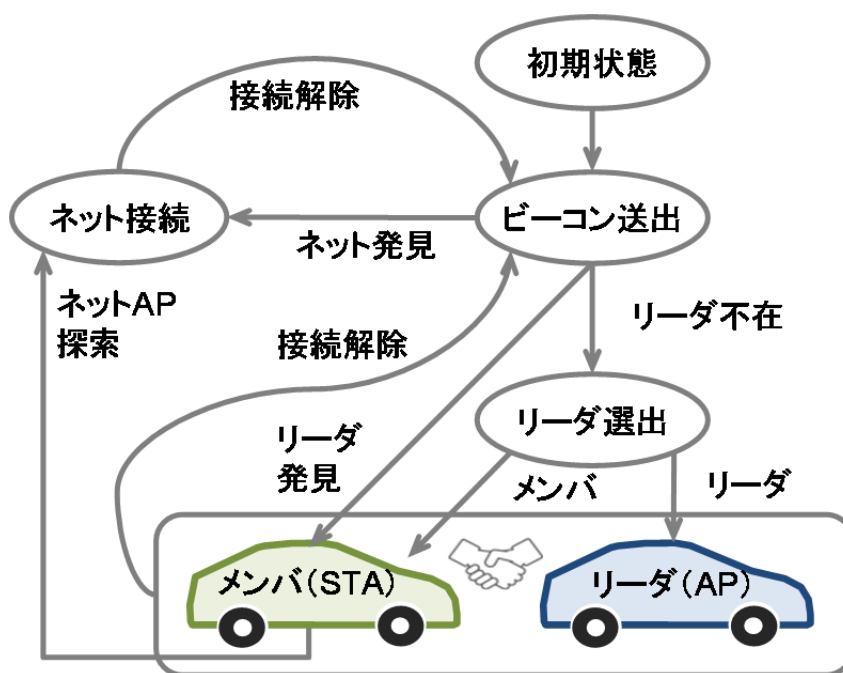 初期状態
接続解除
ネット接続
ビーコン送出
ネット発見
ネットAP
探索
リーダ不在
接続解除
リーダ選出
リーダ
発見
メンバ
リーダ
メンバ(STA)
リーダ(AP)